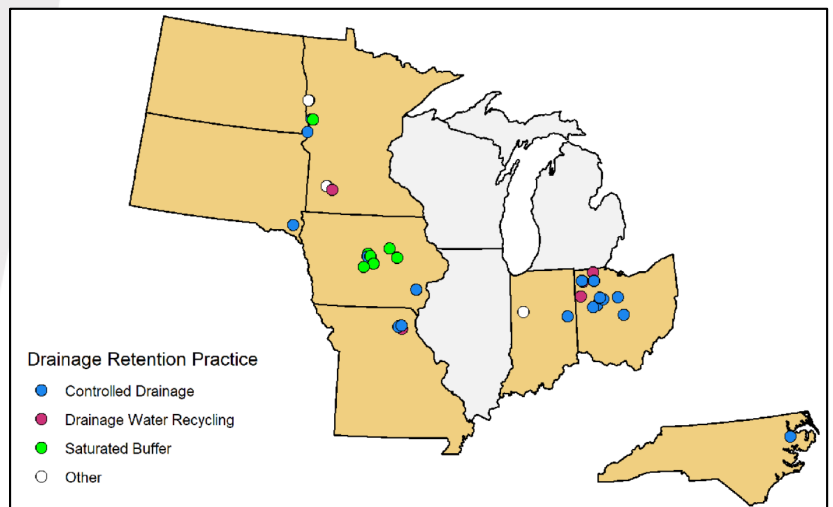 Drainage Retention Practice
Controlled Drainage
Drainage Water Recycling
Saturated Buffer
Other